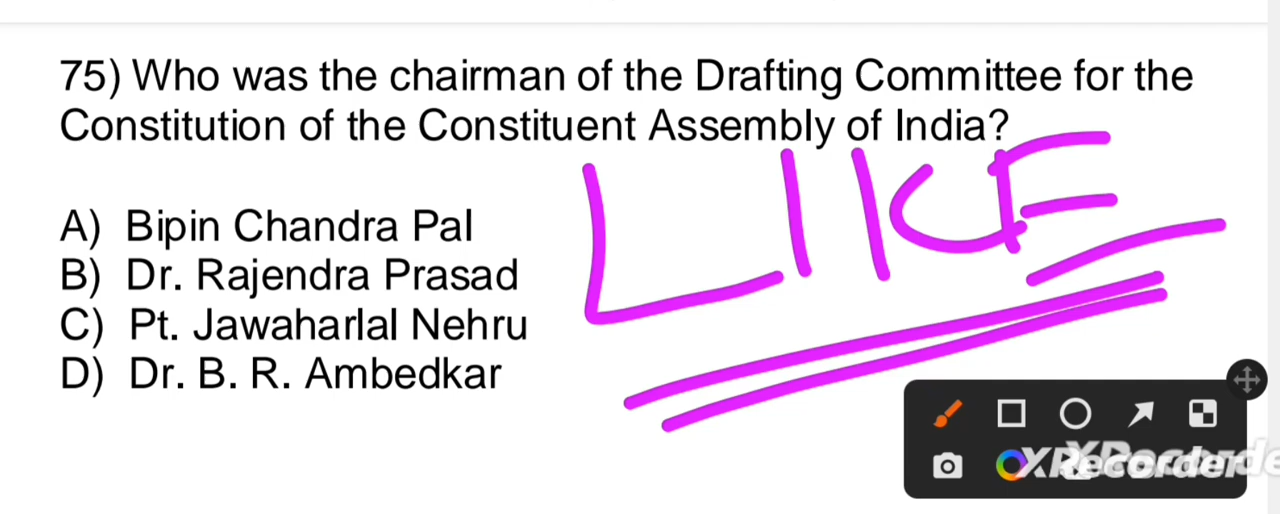 75) Who was the chairman of the Drafting Committee for the
Constitution of the Constituent Assembly of India?
LIKE
A) Bipin Chandra Pal
B) Dr. Rajendra Prasad
C) Pt. Jawaharlal Nehru
D) Dr. B. R. Ambedkar
XRecorder